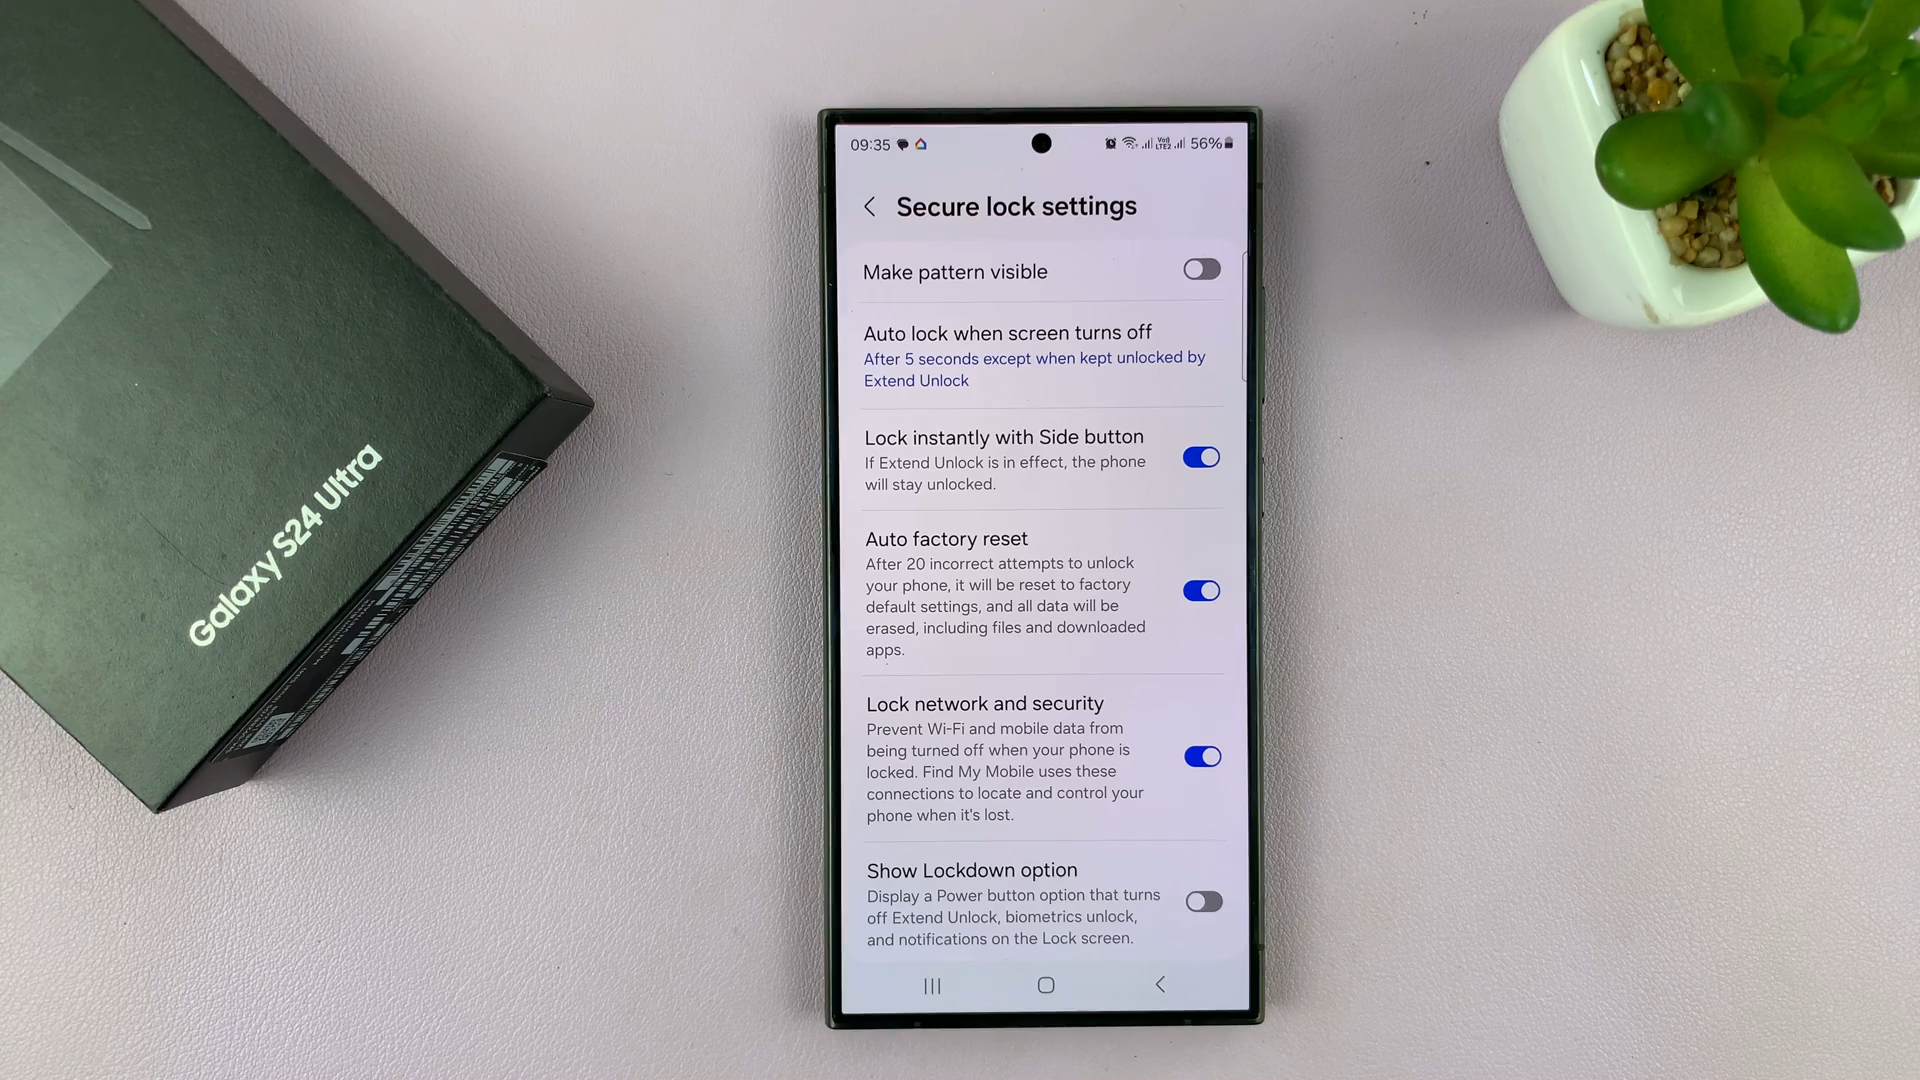 Galaxy S24 Ultra
09:35 56%
Secure lock settings
Make pattern visible
Auto lock when screen turns off
After 5 seconds except when kept unlocked by
Extend Unlock
Lock instantly with Side button
If Extend Unlock is in effect, the phone
will stay unlocked.
Auto factory reset
After 20 incorrect attempts to unlock
your phone, it will be reset to factory
default settings, and all data will be
erased, including files and downloaded
apps.
Lock network and security
Prevent Wi-Fi and mobile data from
being turned off when your phone is
locked. Find My Mobile uses these
connections to locate and control your
phone when it's lost.
Show Lockdown option
Display a Power button option that turns
off Extend Unlock, biometrics unlock,
and notifications on the Lock screen.